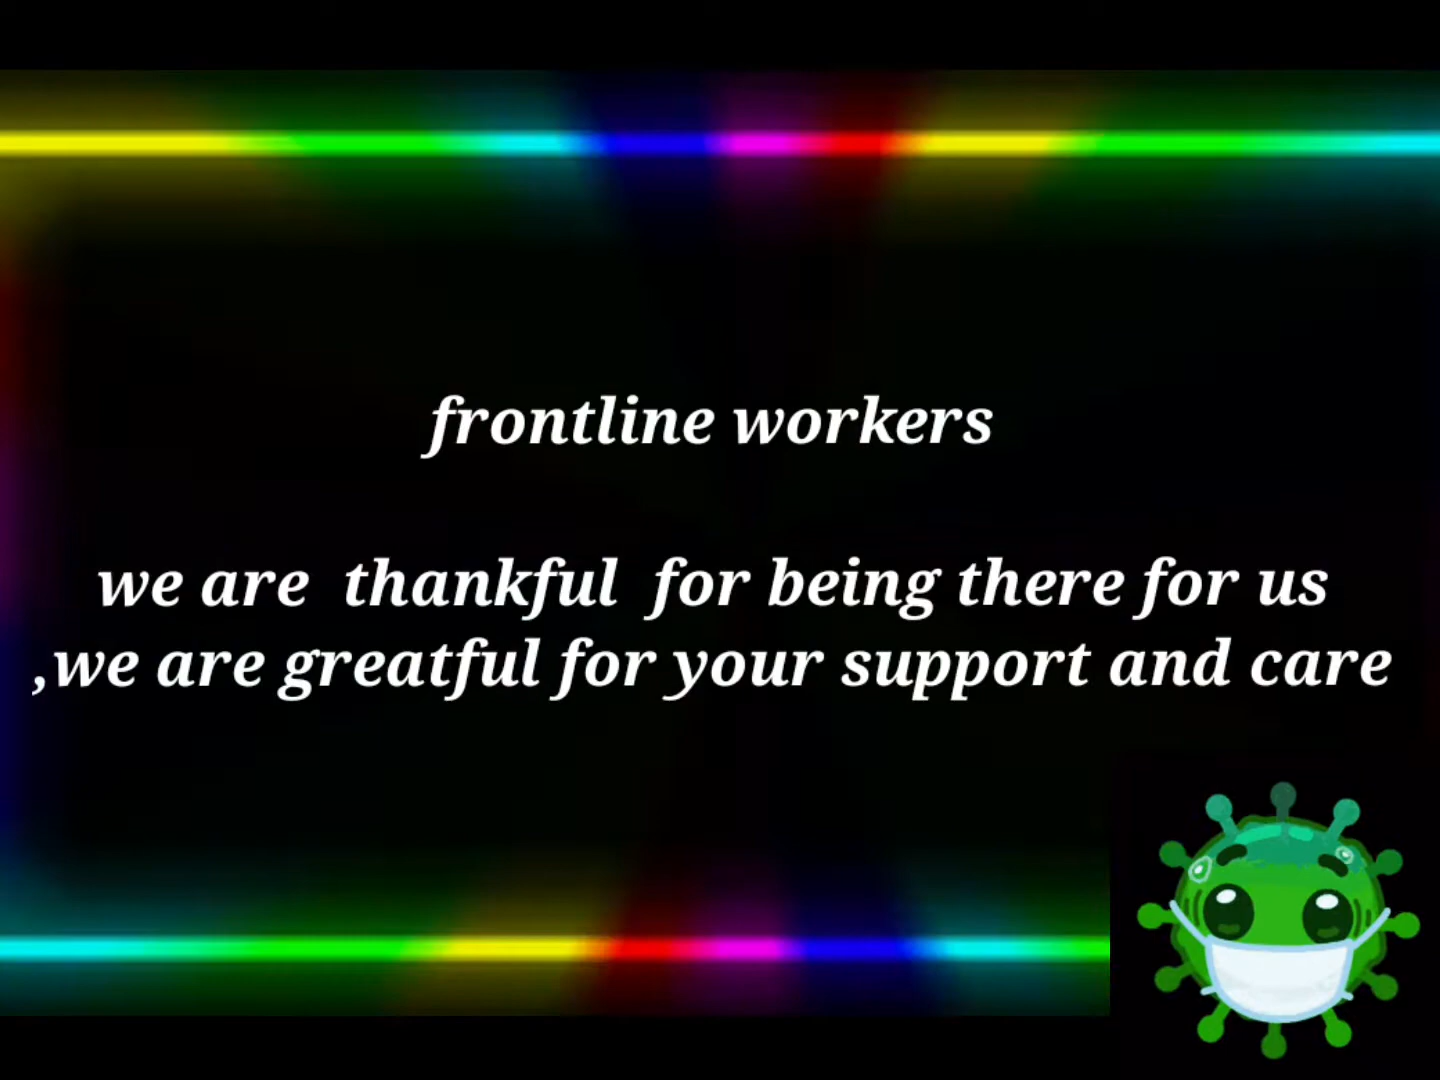 frontline workers
we are  thankful  for being there for us
,we are greatful for your support and care